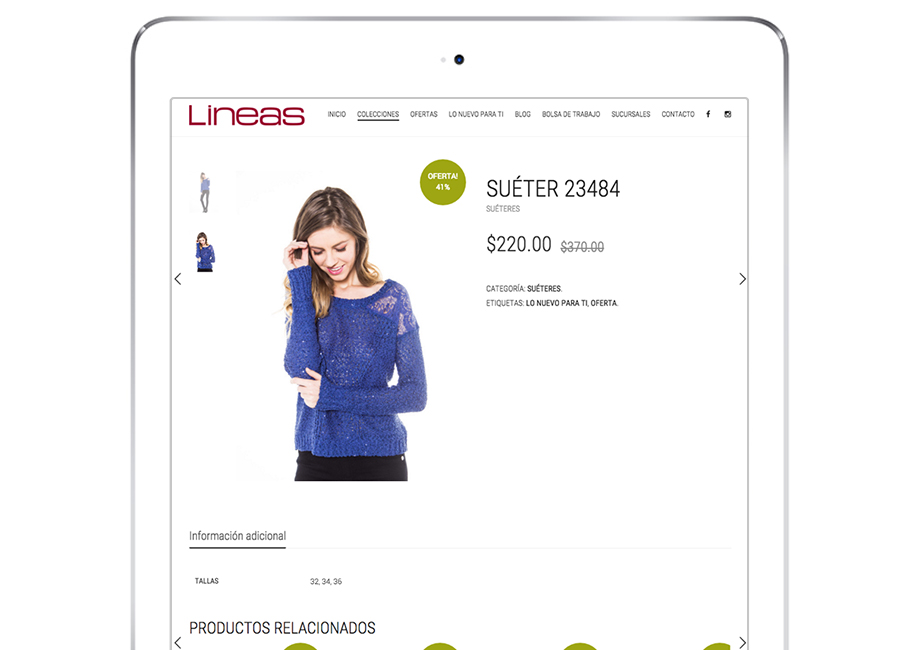 Lineas
INICIO COLECCIONES OFERTAS LO NUEVO PARA TI BLOG BOLSA DE TRABAJO SUCURSALES CONTACTO
OFERTA!
41%
SUÉTER 23484
SUÉTERES
$220.00 $370.00
CATEGORÍA: SUÉTERES.
ETIQUETAS: LO NUEVO PARA TI, OFERTA.
Información adicional
TALLAS 32, 34, 36
PRODUCTOS RELACIONADOS